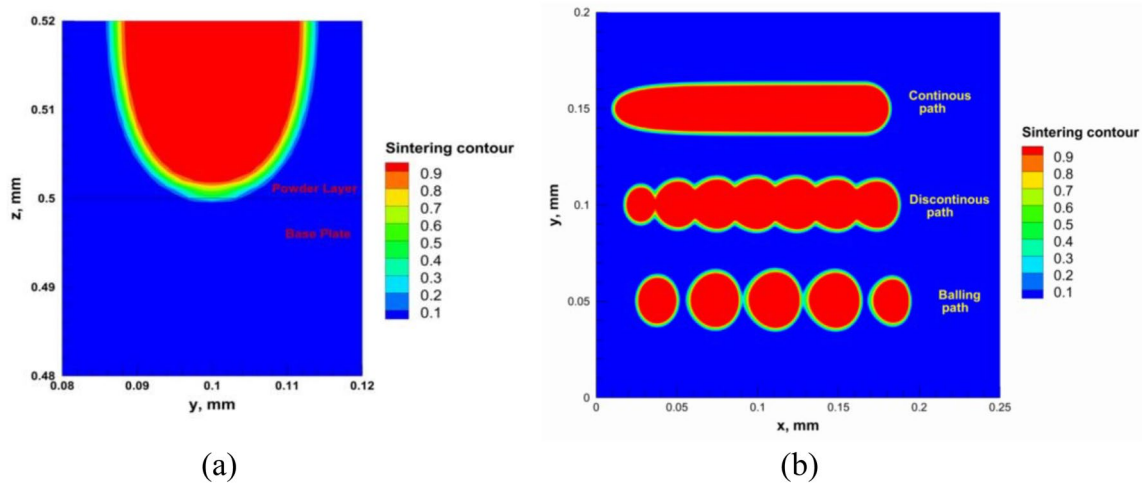 0.52
0.51
0.5
0.49
0.48
z, mm
0.08
0.09
0.1
0.11
0.12
y, mm
Powder Layer
Base Plate
Sintering contour
0.9
0.8
0.7
0.6
0.5
0.4
0.3
0.2
0.1
(a)
0.2
0.15
0.1
0.05
0
y, mm
0
0.05
0.1
0.15
0.2
0.25
x, mm
Continous
path
Discontinous
path
Balling
path
Sintering contour
0.9
0.8
0.7
0.6
0.5
0.4
0.3
0.2
0.1
(b)